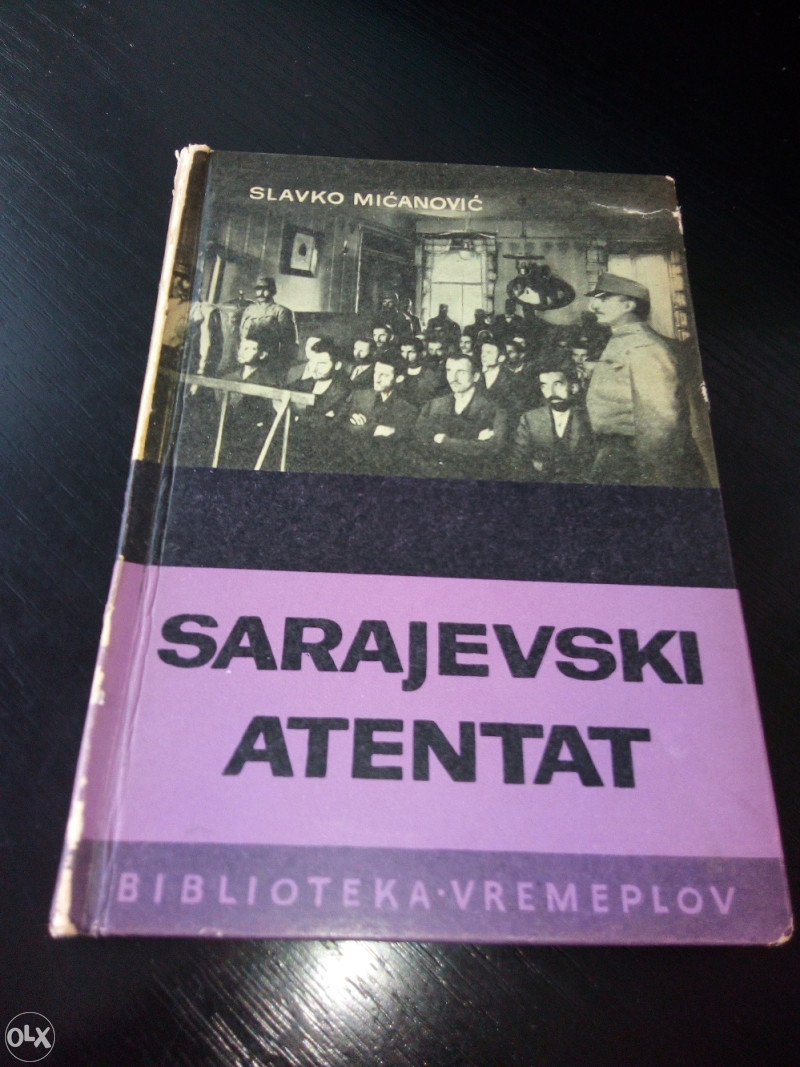 SLAVKO MIĆANOVIĆ
SARAJEVSKI
ATENTAT
BIBLIOTEKA·VREMEPLOV
OLX